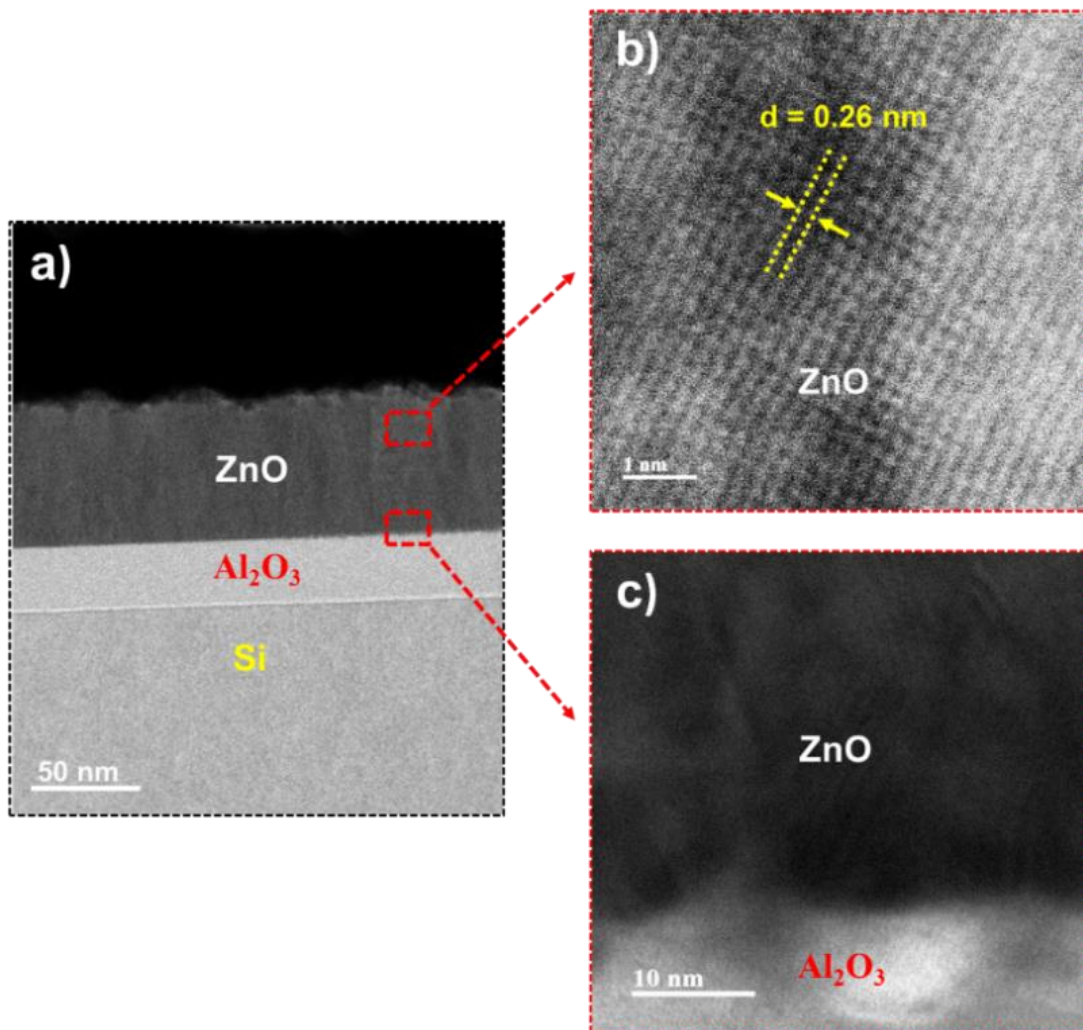 a)
ZnO
Al₂O₃
Si
50 nm
b)
d = 0.26 nm
ZnO
1 nm
c)
ZnO
Al₂O₃
10 nm